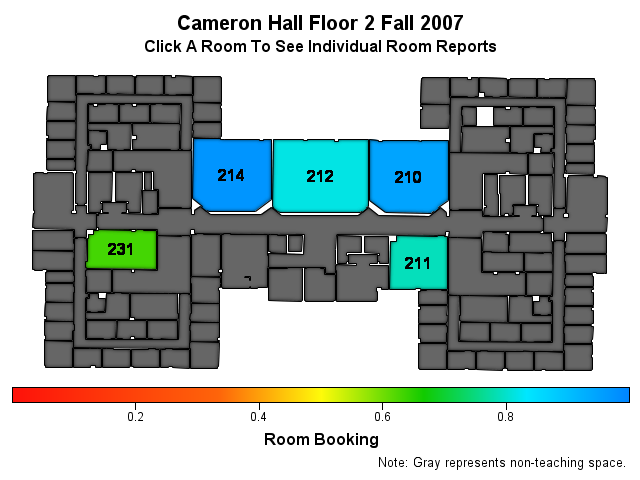 Cameron Hall Floor 2 Fall 2007
Click A Room To See Individual Room Reports
214
212
210
231
211
0.2
0.4
0.6
0.8
Room Booking
Note: Gray represents non-teaching space.